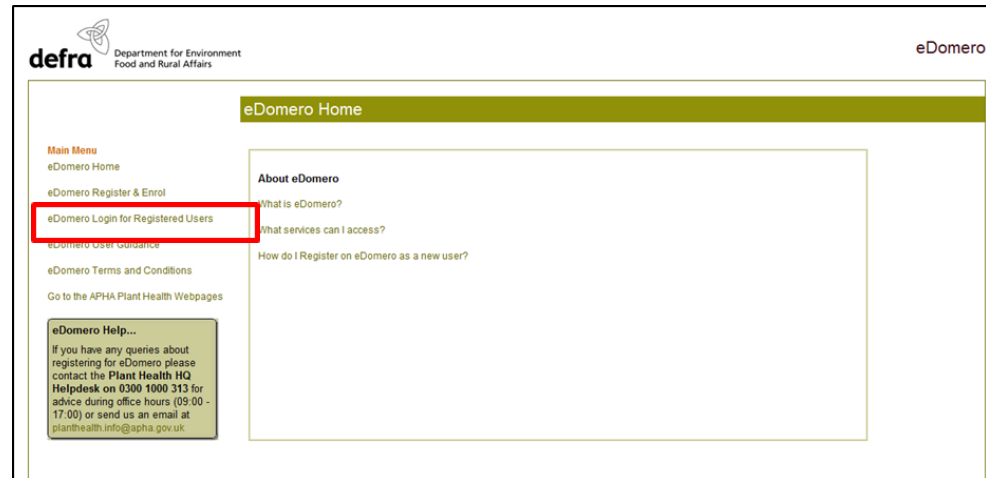 defra
Department for Environment
Food and Rural Affairs
eDomero
eDomero Home
Main Menu
eDomero Home
eDomero Register & Enrol
eDomero Login for Registered Users
eDomero User Guidance
eDomero Terms and Conditions
Go to the APHA Plant Health Webpages
eDomero Help...
If you have any queries about
registering for eDomero please
contact the Plant Health HQ
Helpdesk on 0300 1000 313 for
advice during office hours (09:00 -
17:00) or send us an email at
planthealth.info@apha.gov.uk
About eDomero
What is eDomero?
What services can I access?
How do I Register on eDomero as a new user?